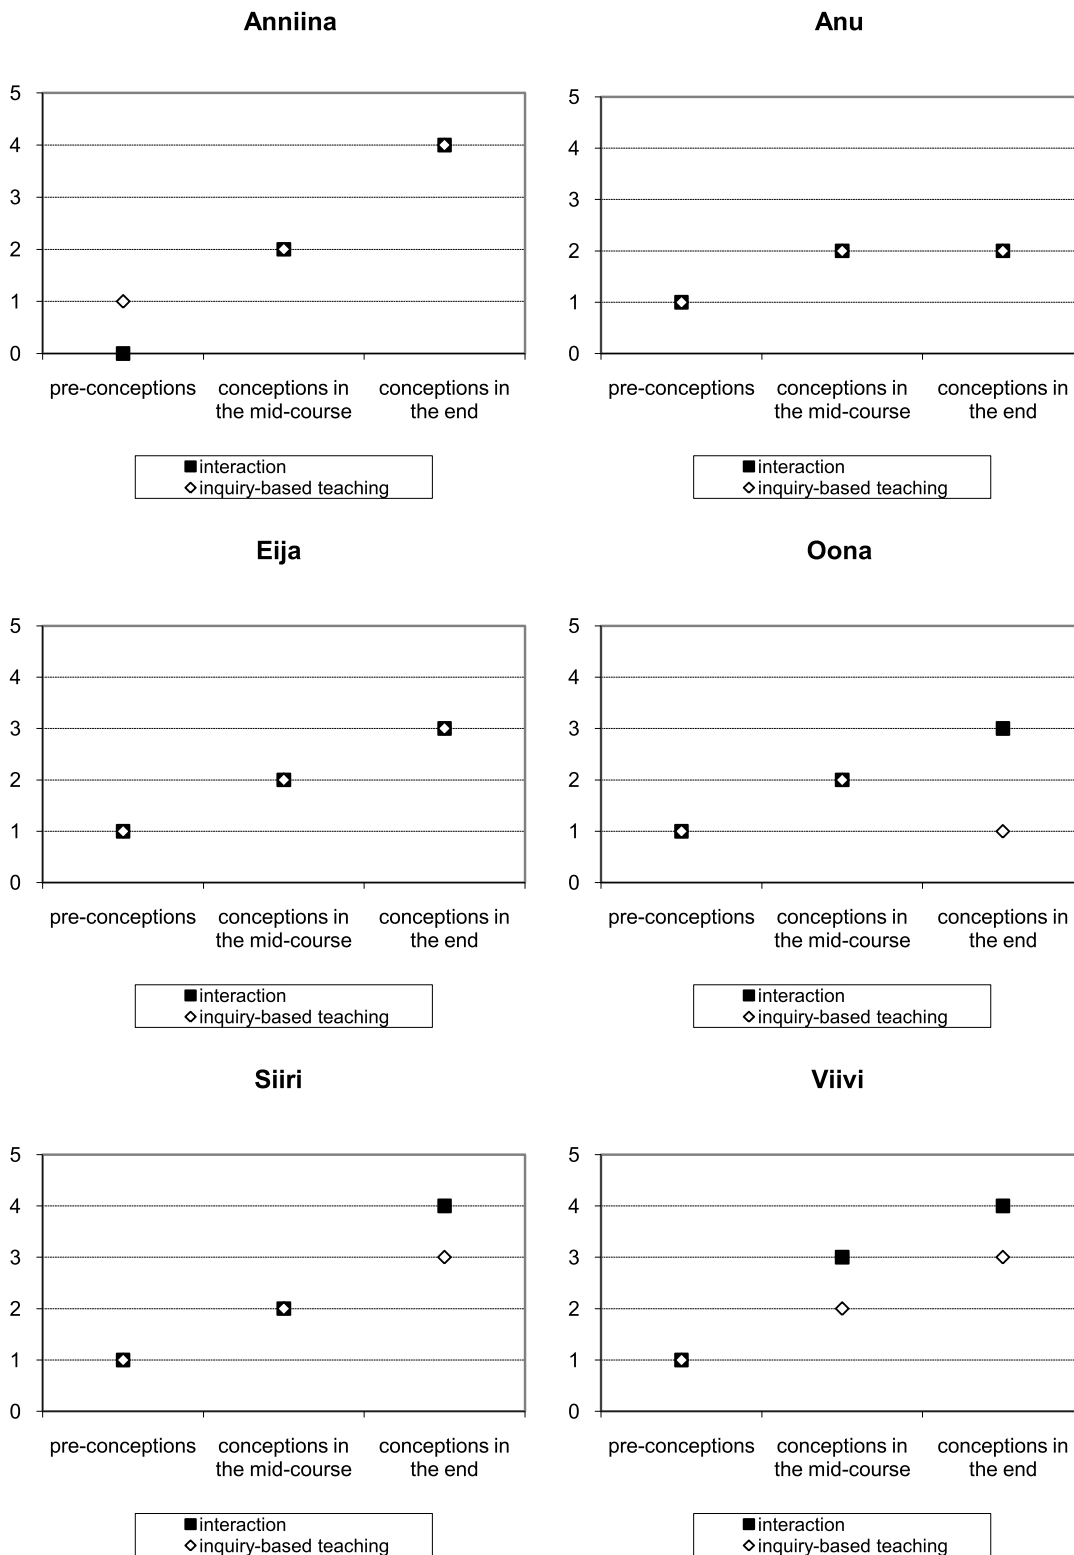 Anniina
5
4
3
2
1
0
pre-conceptions
conceptions in
the mid-course
conceptions in
the end
interaction
inquiry-based teaching
Anu
5
4
3
2
1
0
pre-conceptions
conceptions in
the mid-course
conceptions in
the end
interaction
inquiry-based teaching
Eija
5
4
3
2
1
0
pre-conceptions
conceptions in
the mid-course
conceptions in
the end
interaction
inquiry-based teaching
Oona
5
4
3
2
1
0
pre-conceptions
conceptions in
the mid-course
conceptions in
the end
interaction
inquiry-based teaching
Siiri
5
4
3
2
1
0
pre-conceptions
conceptions in
the mid-course
conceptions in
the end
interaction
inquiry-based teaching
Viivi
5
4
3
2
1
0
pre-conceptions
conceptions in
the mid-course
conceptions in
the end
interaction
inquiry-based teaching